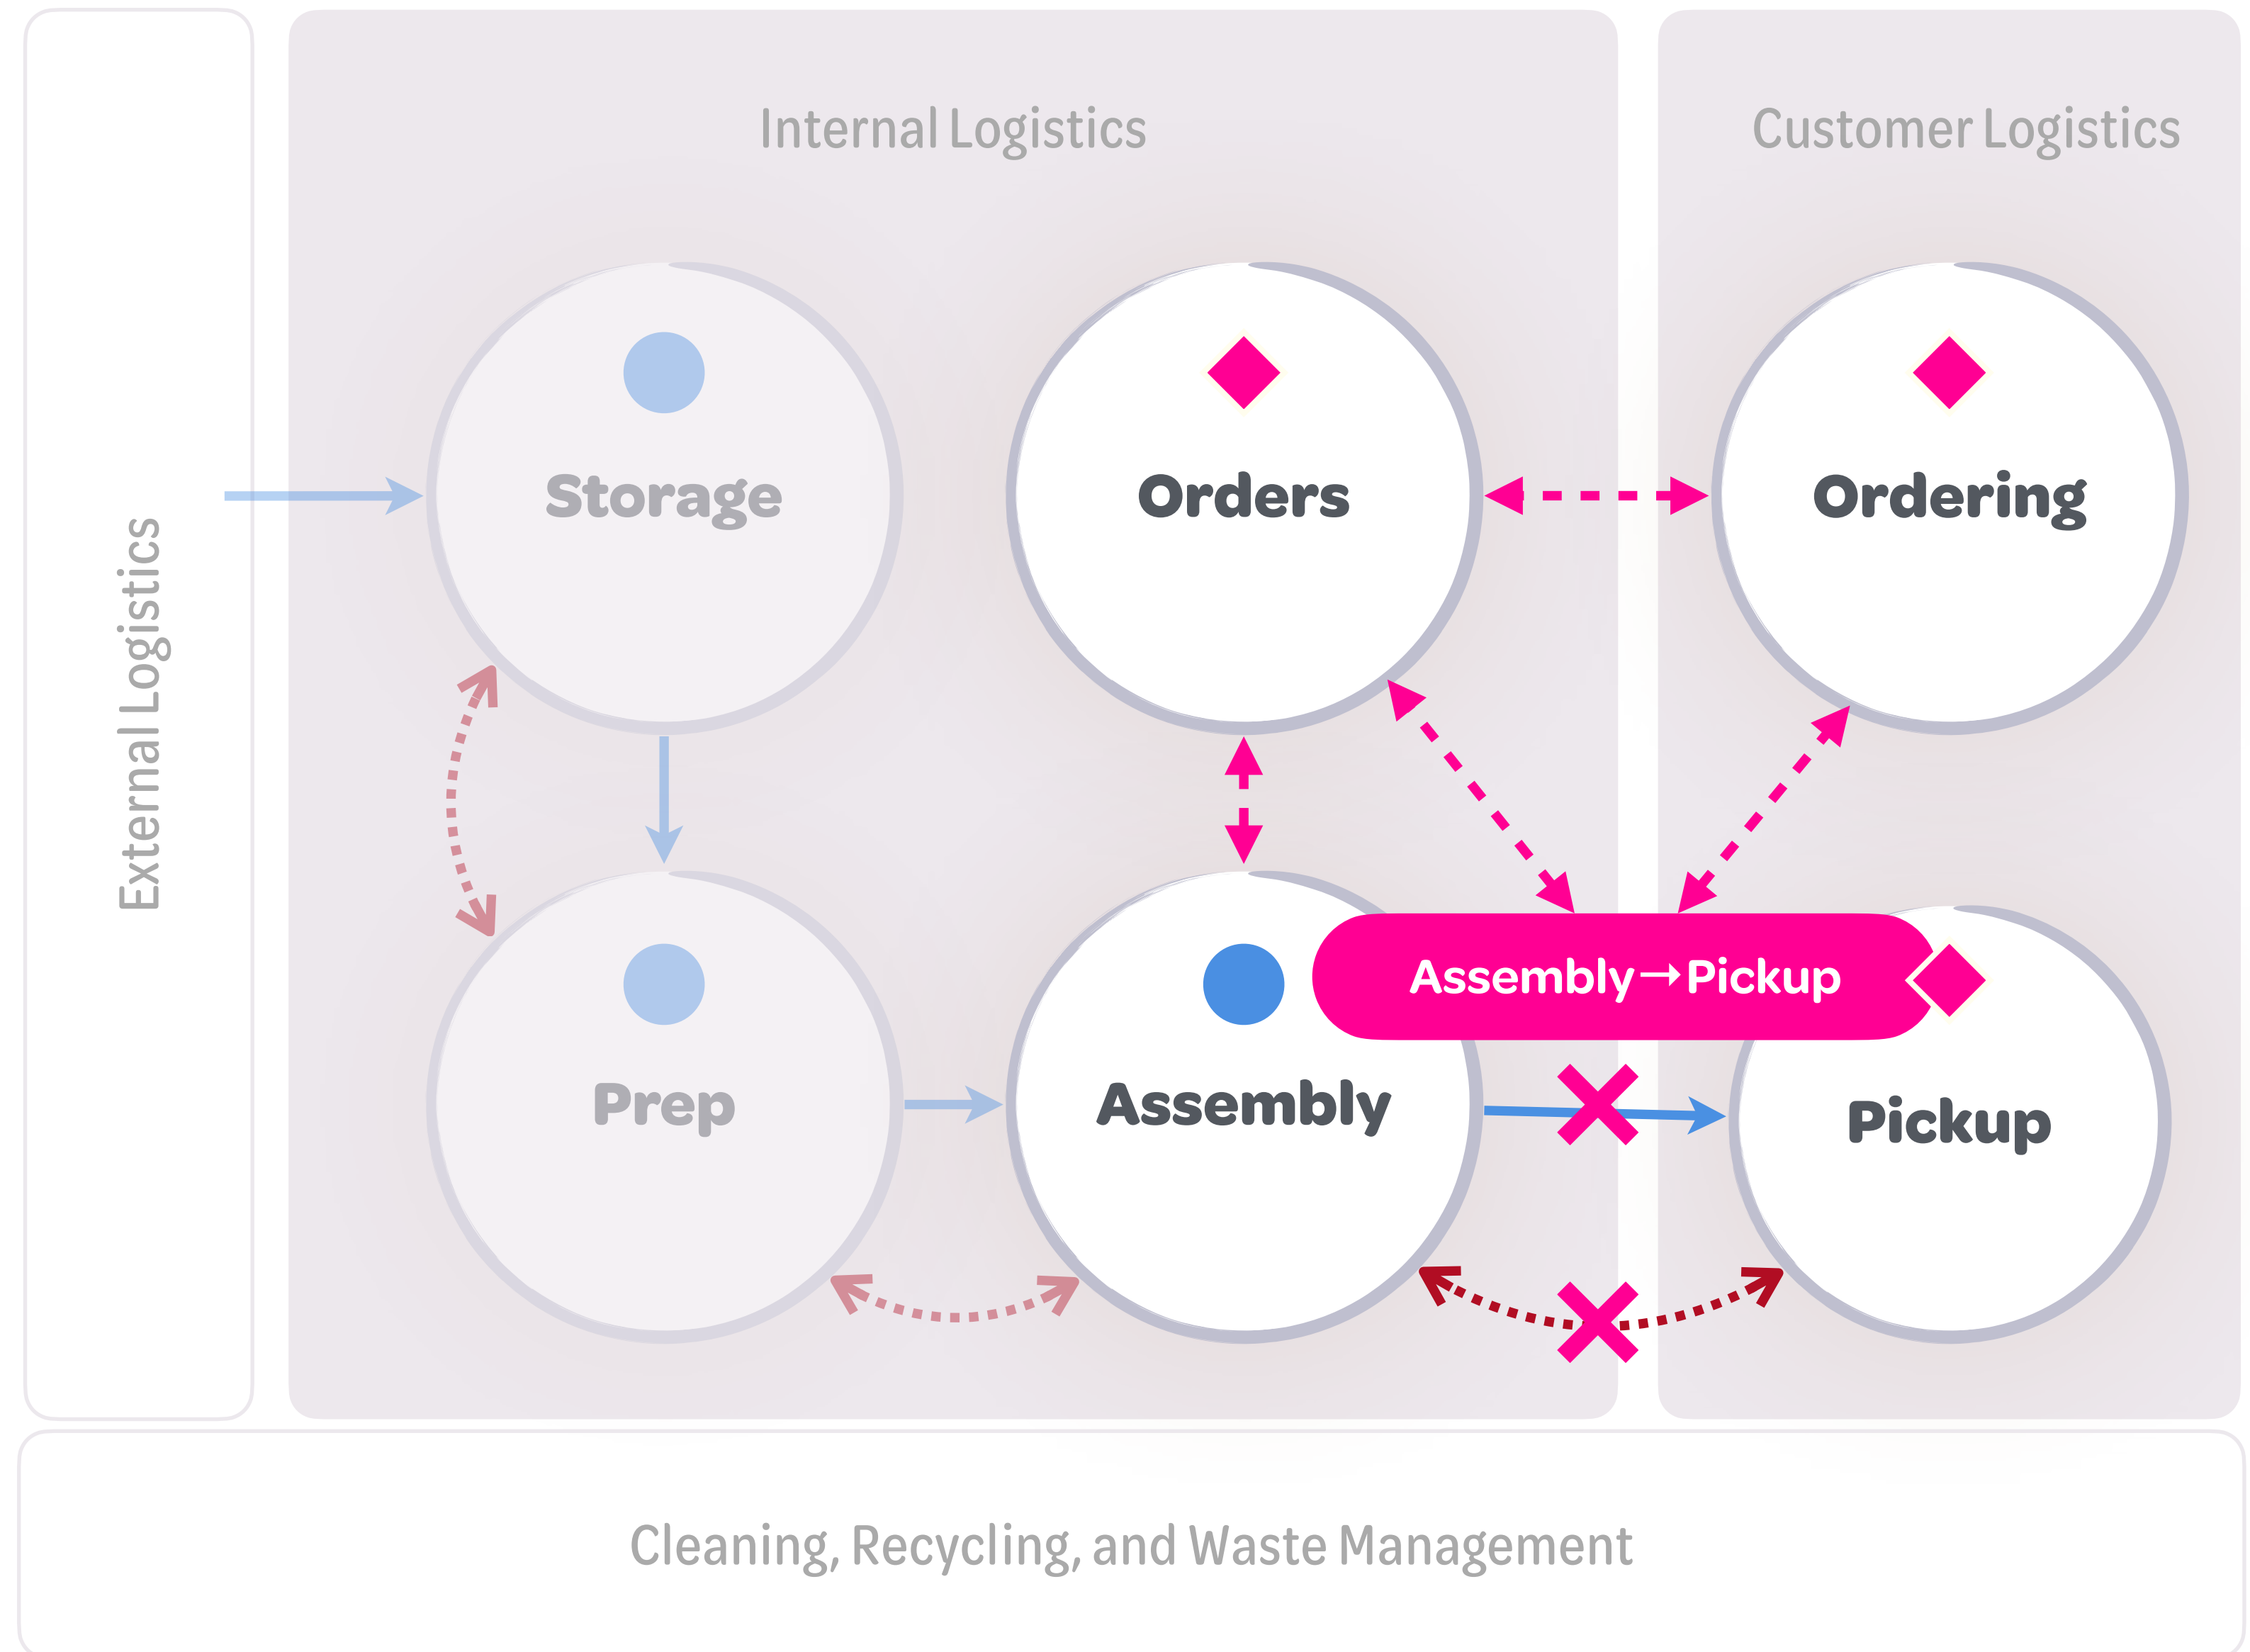 Internal Logistics
Customer Logistics
External Logistics
Storage
Orders
Ordering
Assembly→Pickup
Prep
Assembly
Pickup
Cleaning, Recycling, and Waste Management